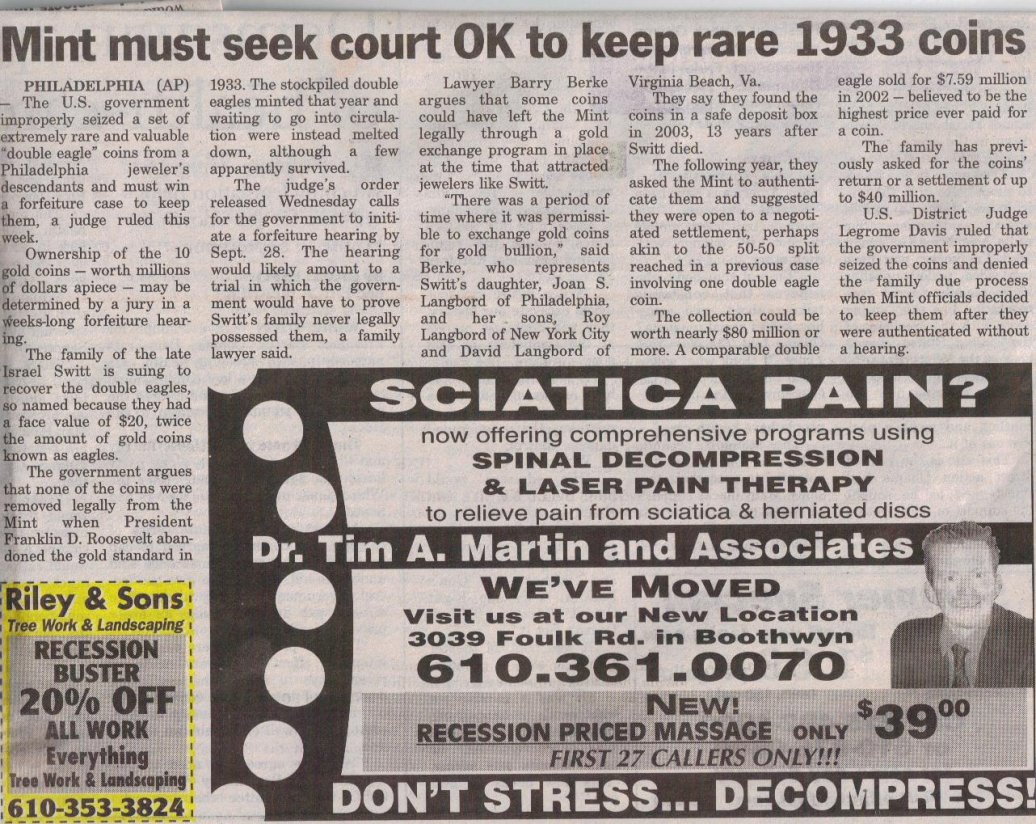 Mint must seek court OK to keep rare 1933 coins
PHILADELPHIA (AP)
— The U.S. government
improperly seized a set of
extremely rare and valuable
"double eagle" coins from a
Philadelphia jeweler's
descendants and must win
a forfeiture case to keep
them, a judge ruled this
week.
Ownership of the 10
gold coins — worth millions
of dollars apiece — may be
determined by a jury in a
weeks-long forfeiture hear-
ing.
The family of the late
Israel Switt is suing to
recover the double eagles,
so named because they had
a face value of $20, twice
the amount of gold coins
known as eagles.
The government argues
that none of the coins were
removed legally from the
Mint when President
Franklin D. Roosevelt aban-
doned the gold standard in
1933. The stockpiled double
eagles minted that year and
waiting to go into circula-
tion were instead melted
down, although a few
apparently survived.
The judge's order
released Wednesday calls
for the government to initi-
ate a forfeiture hearing by
Sept. 28. The hearing
would likely amount to a
trial in which the govern-
ment would have to prove
Switt's family never legally
possessed them, a family
lawyer said.
Lawyer Barry Berke
argues that some coins
could have left the Mint
legally through a gold
exchange program in place
at the time that attracted
jewelers like Switt.
"There was a period of
time where it was permissi-
ble to exchange gold coins
for gold bullion," said
Berke, who represents
Switt's daughter, Joan S.
Langbord of Philadelphia,
and her sons, Roy
Langbord of New York City
and David Langbord of
Virginia Beach, Va.
They say they found the
coins in a safe deposit box
in 2003, 13 years after
Switt died.
The following year, they
asked the Mint to authenti-
cate them and suggested
they were open to a negoti-
ated settlement, perhaps
akin to the 50-50 split
reached in a previous case
involving one double eagle
coin.
The collection could be
worth nearly $80 million or
more. A comparable double
eagle sold for $7.59 million
in 2002 — believed to be the
highest price ever paid for
a coin.
The family has previ-
ously asked for the coins'
return or a settlement of up
to $40 million.
U.S. District Judge
Legrome Davis ruled that
the government improperly
seized the coins and denied
the family due process
when Mint officials decided
to keep them after they
were authenticated without
a hearing.
Riley & Sons
Tree Work & Landscaping
RECESSION
BUSTER
20% OFF
ALL WORK
Everything
Tree Work & Landscaping
610-353-3824
SCIATICA PAIN?
now offering comprehensive programs using
SPINAL DECOMPRESSION
& LASER PAIN THERAPY
to relieve pain from sciatica & herniated discs
Dr. Tim A. Martin and Associates
WE'VE MOVED
Visit us at our New Location
3039 Foulk Rd. in Boothwyn
610.361.0070
NEW!
RECESSION PRICED MASSAGE ONLY $3900
FIRST 27 CALLERS ONLY!!!
DON'T STRESS... DECOMPRESS!